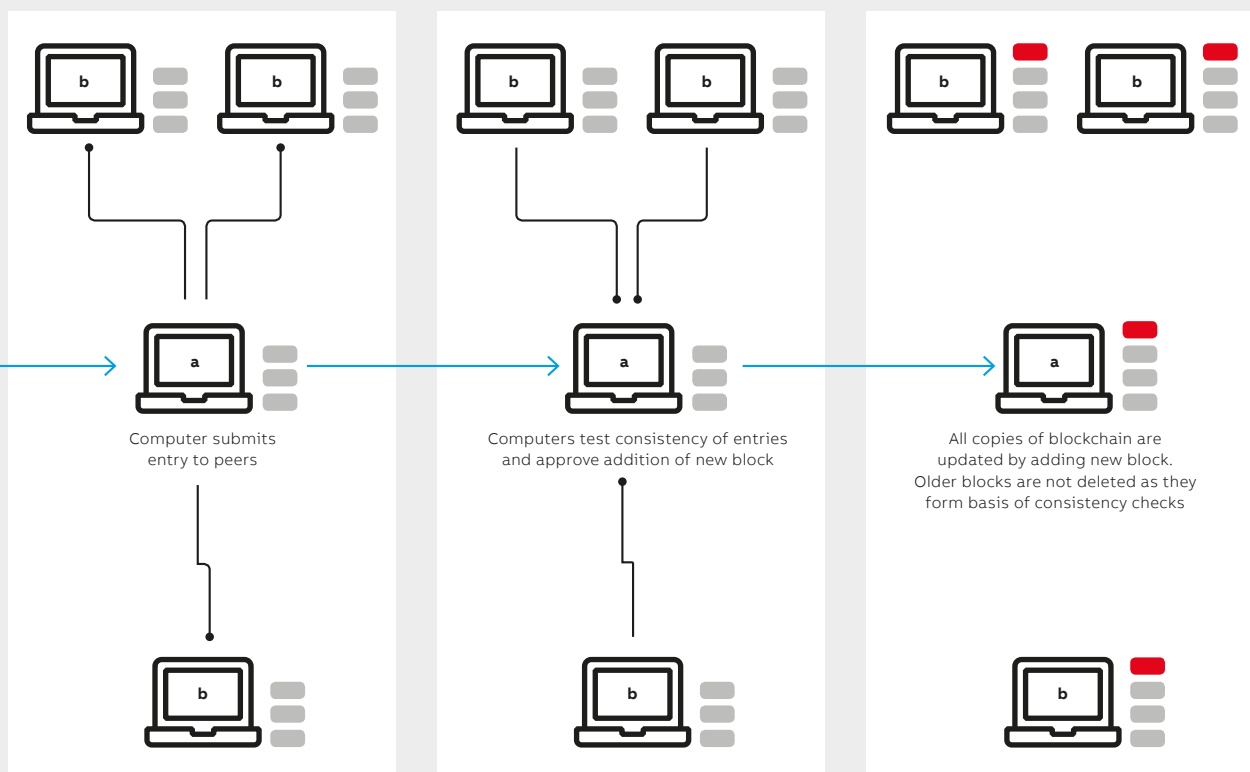 b
b
b
b
b
b
a
a
a
Computer submits
entry to peers
Computers test consistency of entries
and approve addition of new block
All copies of blockchain are
updated by adding new block.
Older blocks are not deleted as they
form basis of consistency checks
b
b
b